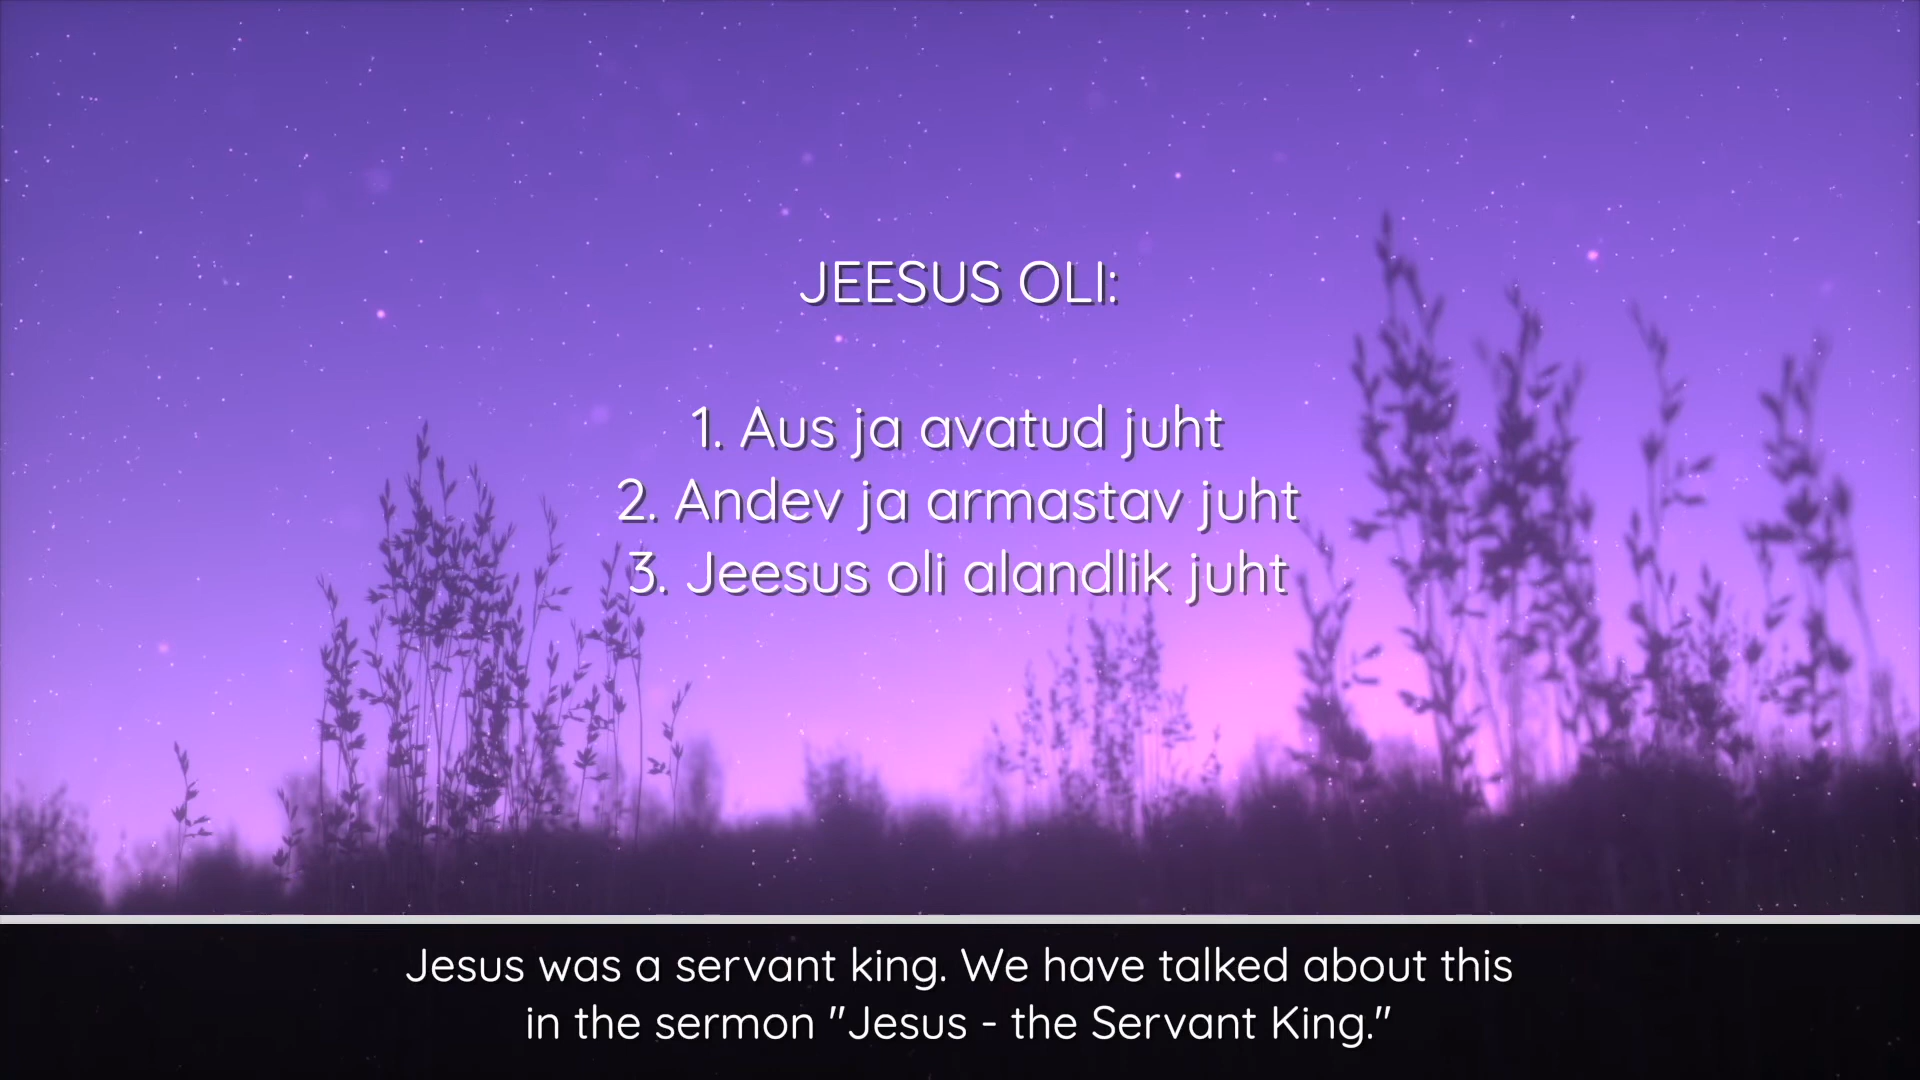 JEESUS OLI:
1. Aus ja avatud juht
2. Andev ja armastav juht
3. Jeesus oli alandlik juht
Jesus was a servant king. We have talked about this
in the sermon "Jesus - the Servant King."